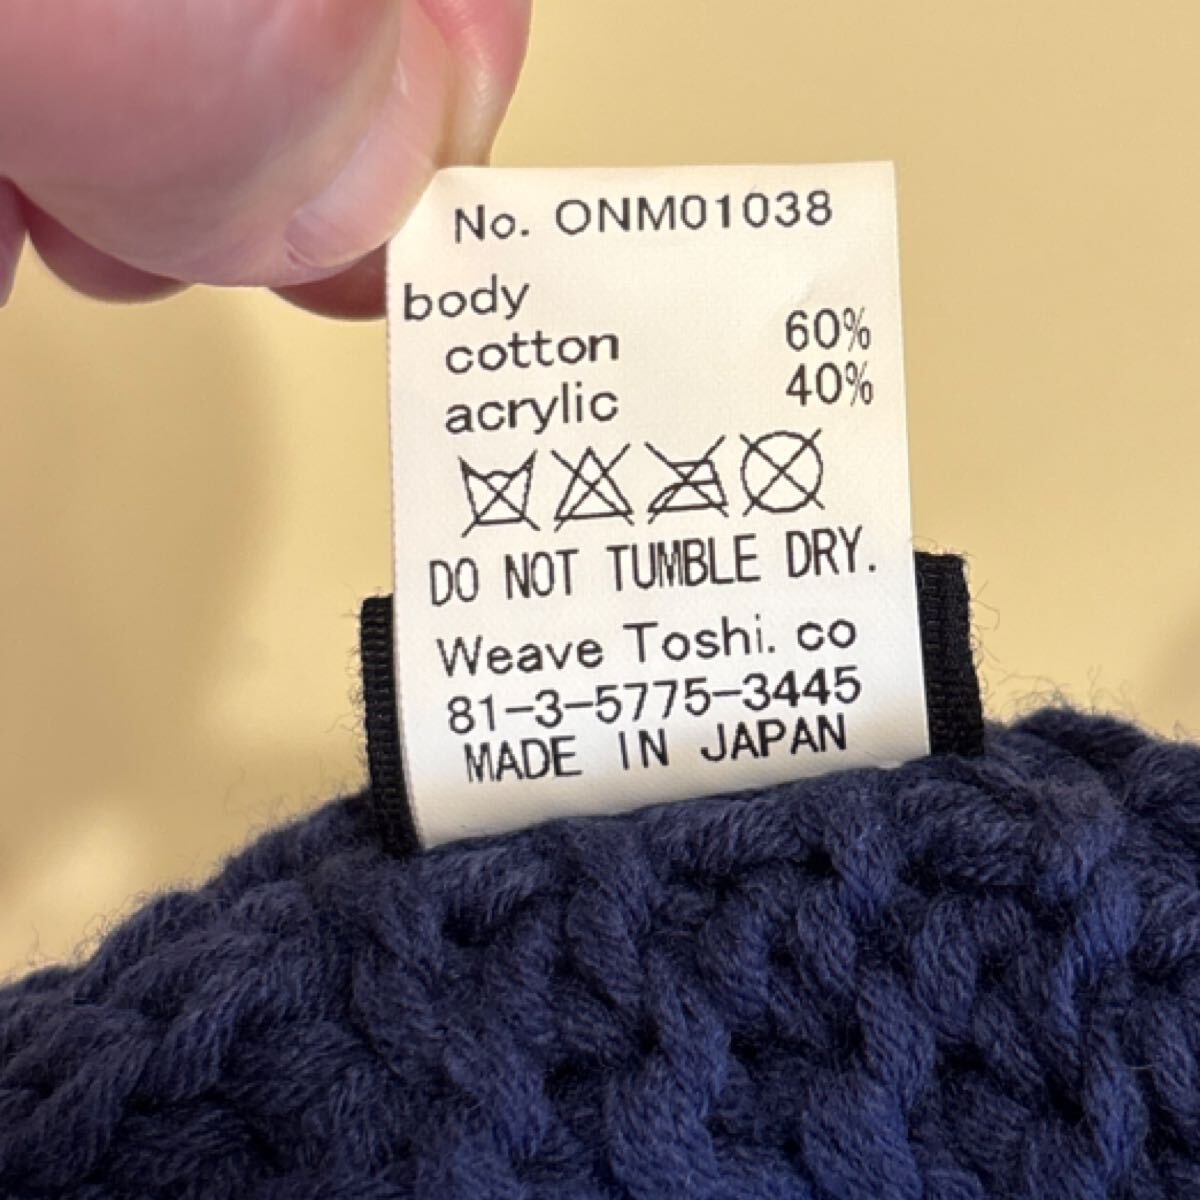 No. ONM01038
body
cotton 60%
acrylic 40%
DO NOT TUMBLE DRY.
Weave Toshi. co
81-3-5775-3445
MADE IN JAPAN